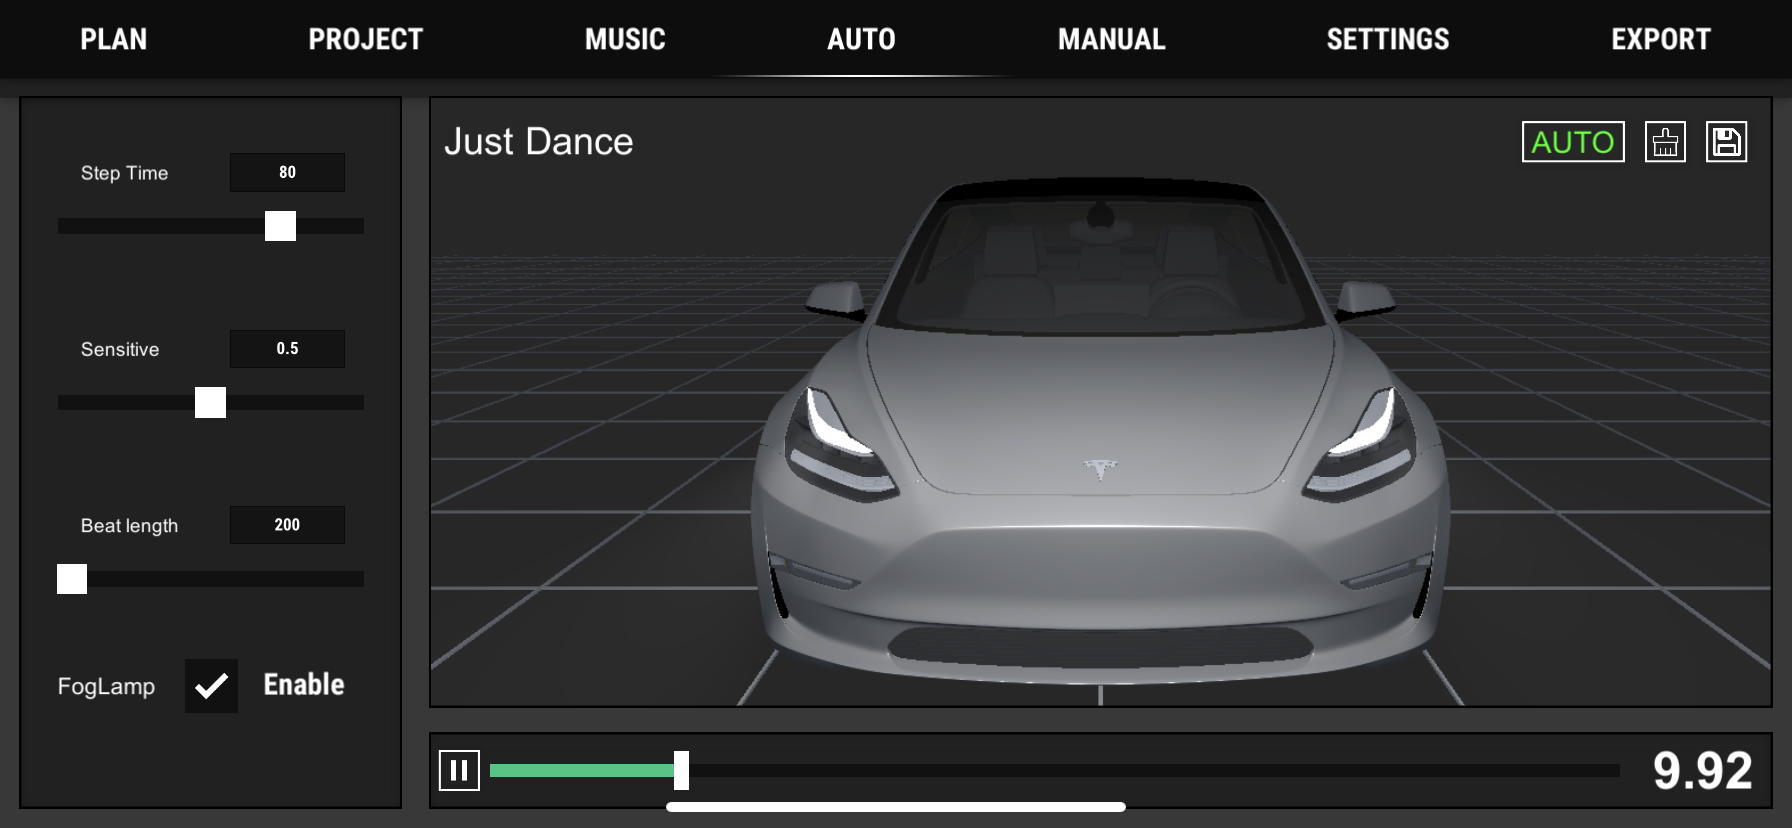 PLAN PROJECT MUSIC AUTO MANUAL SETTINGS EXPORT
Just Dance
AUTO
Step Time 80
Sensitive 0.5
Beat length 200
FogLamp Enable
9.92